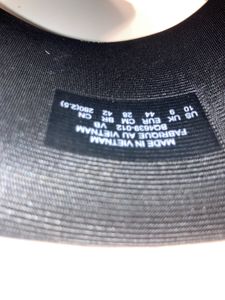 US UK EUR CM BR CN
10 9 44 28 42 280(2.5)
BQ4639-012 VB
FABRIQUE AU VIETNAM
MADE IN VIETNAM